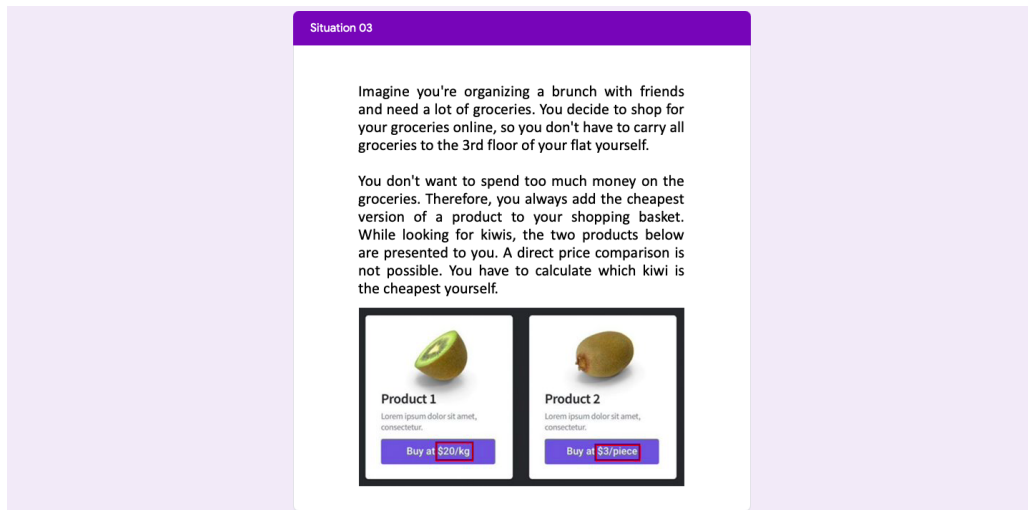 Situation 03
Imagine you're organizing a brunch with friends
and need a lot of groceries. You decide to shop for
your groceries online, so you don't have to carry all
groceries to the 3rd floor of your flat yourself.
You don't want to spend too much money on the
groceries. Therefore, you always add the cheapest
version of a product to your shopping basket.
While looking for kiwis, the two products below
are presented to you. A direct price comparison is
not possible. You have to calculate which kiwi is
the cheapest yourself.
Product 1
Lorem ipsum dolor sit amet,
consectetur.
Buy at $20/kg
Product 2
Lorem ipsum dolor sit amet,
consectetur.
Buy at $3/piece